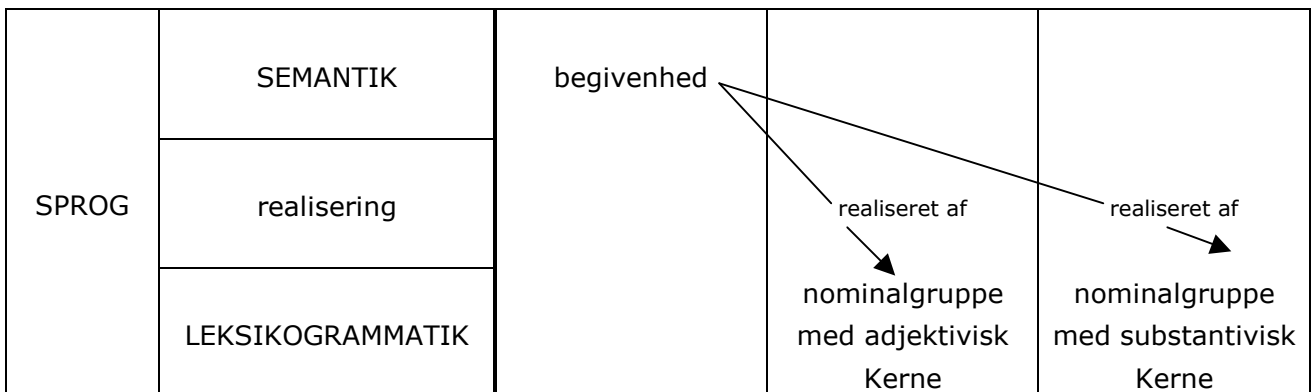 SEMANTIK
begivenhed
SPROG
realisering
realiseret af
realiseret af
LEKSIKOGRAMMATIK
nominalgruppe
med adjektivisk
Kerne
nominalgruppe
med substantivisk
Kerne